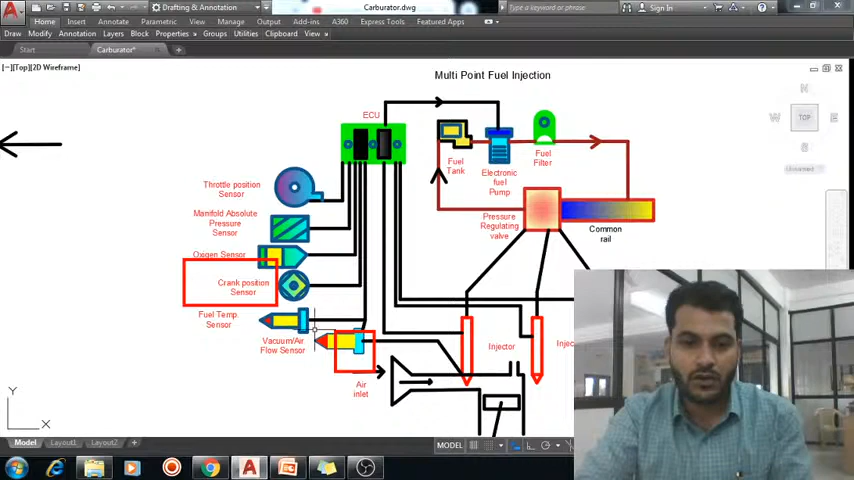 Drafting & Annotation
Carburator.dwg
Type a keyword or phrase
Sign In
Home Insert Annotate Parametric View Manage Output Add-ins A360 Express Tools Featured Apps
Draw Modify Annotation Layers Block Properties Groups Utilities Clipboard View
Start Carburator*
[−][Top][2D Wireframe]
Multi Point Fuel Injection
N
W TOP E
S
Unnamed
ECU
Fuel
Tank
Electronic
fuel
Pump
Fuel
Filter
Throttle position
Sensor
Manifold Absolute
Pressure
Sensor
Oxygen Sensor
Crank position
Sensor
Fuel Temp.
Sensor
Vacuum/Air
Flow Sensor
Air
inlet
Pressure
Regulating
valve
Common
rail
Injector
Injec
Y
X
Model Layout1 Layout2 +
MODEL